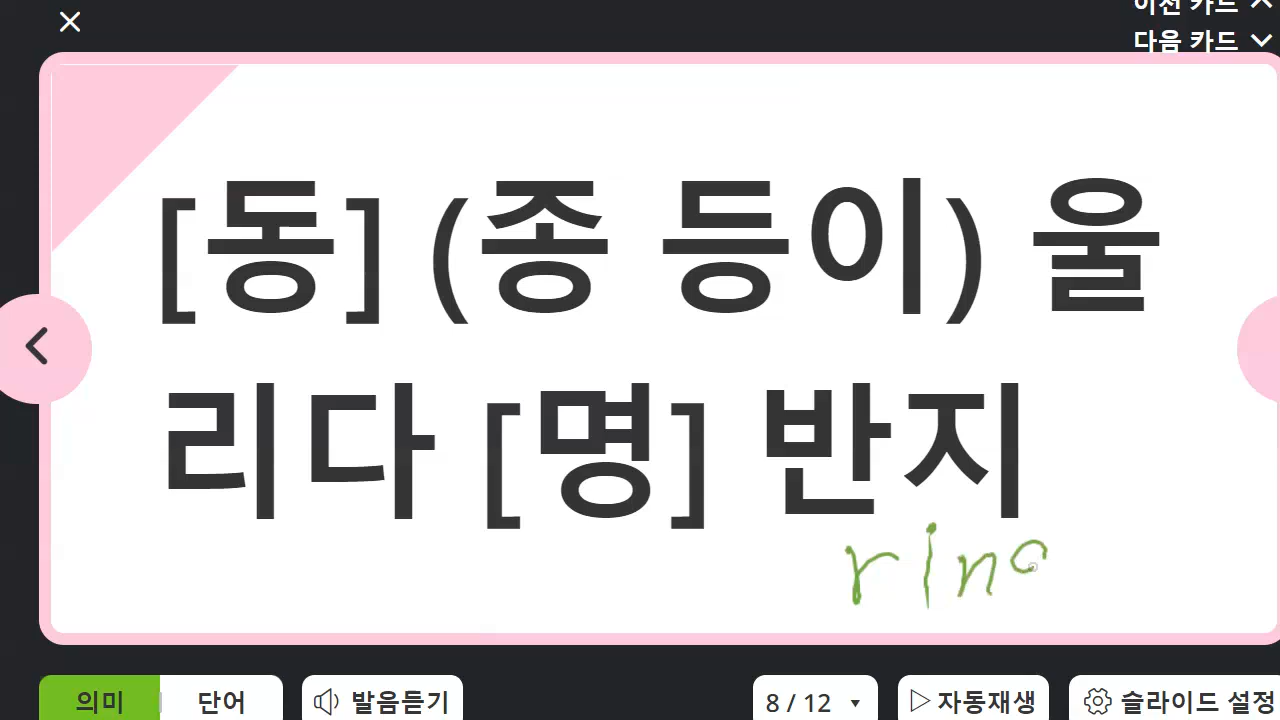 이전 카드
다음 카드
[동] (종 등이) 울
리다 [명] 반지
rinc
의미
단어
발음듣기
8 / 12
자동재생
슬라이드 설정